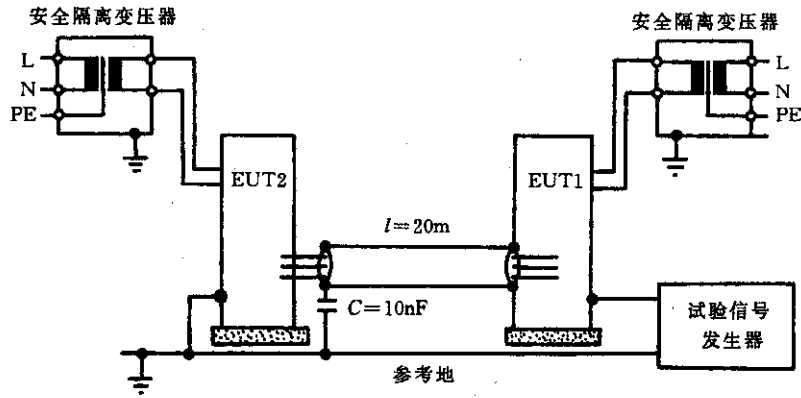 安全隔离变压器
安全隔离变压器
L
N
PE
L
N
PE
EUT2
EUT1
l=20m
C=10nF
试验信号
发生器
参考地